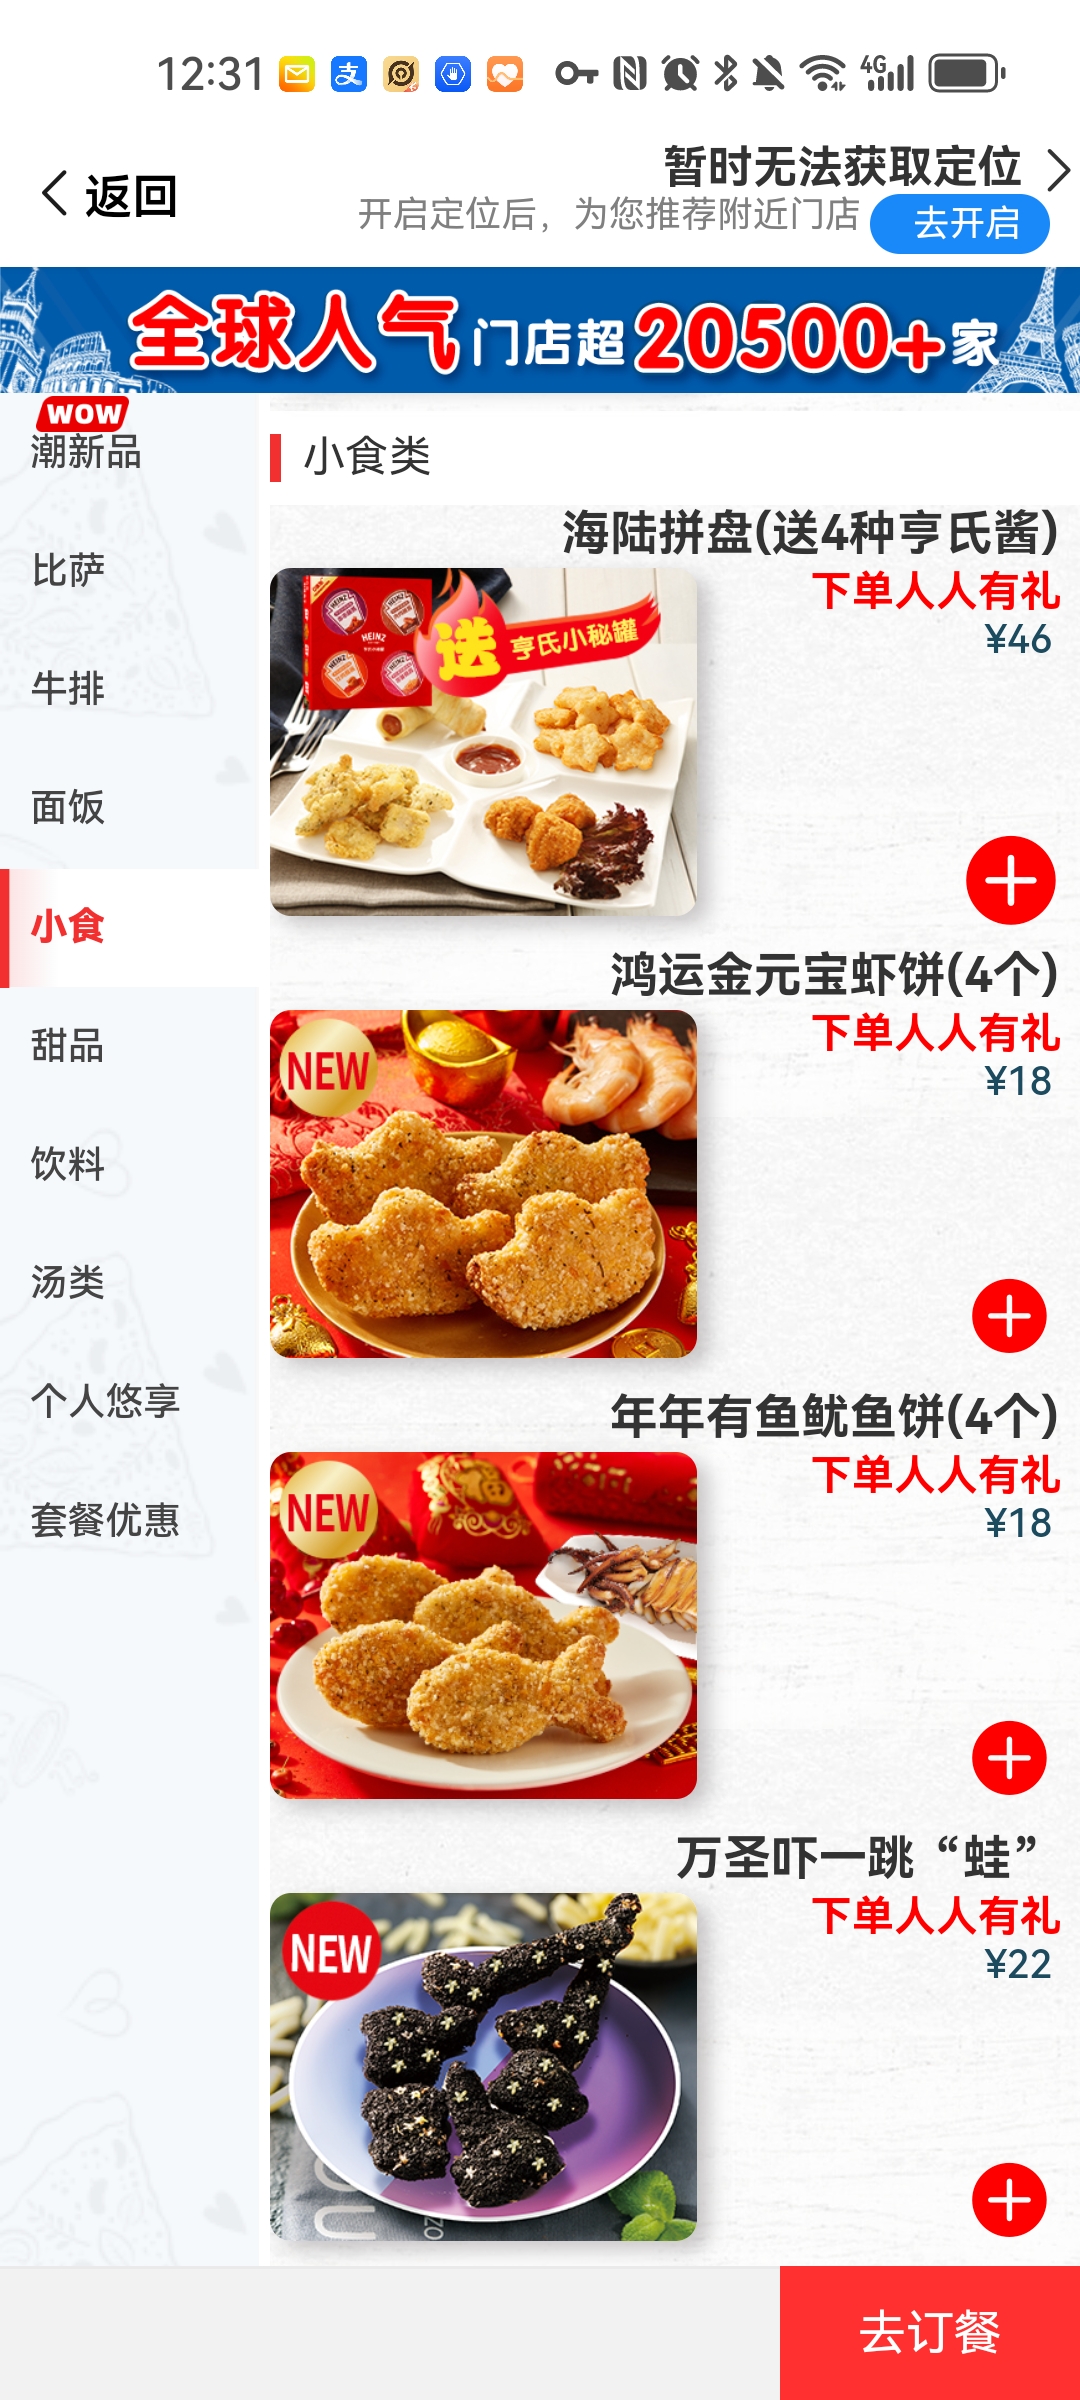 12:31
4G
返回
暂时无法获取定位
开启定位后，为您推荐附近门店
去开启
全球人气门店超20500+家
WOW
潮新品
比萨
牛排
面饭
小食
甜品
饮料
汤类
个人悠享
套餐优惠
小食类
海陆拼盘(送4种亨氏酱)
下单人人有礼
¥46
HEINZ
送亨氏小秘罐
鸿运金元宝虾饼(4个)
下单人人有礼
¥18
NEW
年年有鱼鱿鱼饼(4个)
下单人人有礼
¥18
NEW
万圣吓一跳“蛙”
下单人人有礼
¥22
NEW
去订餐